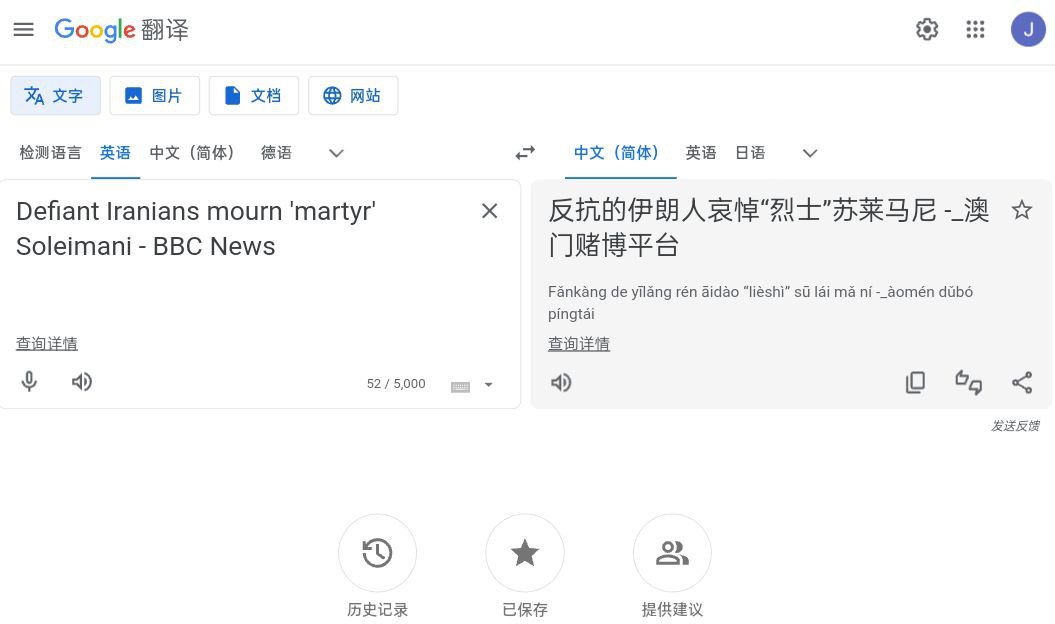 Google 翻译
J
文字
图片
文档
网站
检测语言 英语 中文（简体） 德语
中文（简体） 英语 日语
Defiant Iranians mourn 'martyr'
Soleimani - BBC News
查询详情
52 / 5,000
反抗的伊朗人哀悼“烈士”苏莱马尼 -_澳
门赌博平台
Fǎnkàng de yīlǎng rén āidào “lièshì” sū lái mǎ ní -_àomén dǔbó
píngtái
查询详情
发送反馈
历史记录
已保存
提供建议